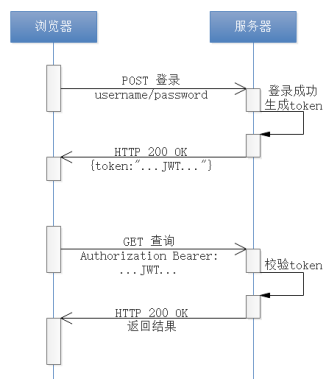 浏览器
服务器
POST 登录
username/password
登录成功
生成token
HTTP 200 OK
{token:"...JWT..."}
GET 查询
Authorization Bearer:
...JWT...
校验token
HTTP 200 OK
返回结果